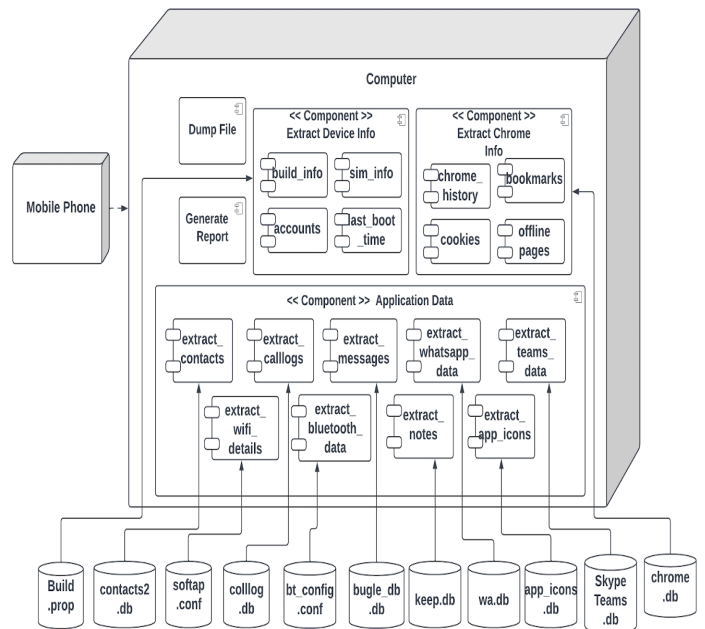 Computer
Mobile Phone
Dump File
Generate
Report
<< Component >>
Extract Device Info
build_info
sim_info
accounts
last_boot
_time
<< Component >>
Extract Chrome
Info
chrome_
history
bookmarks
cookies
offline
pages
<< Component >> Application Data
extract_
contacts
extract_
calllogs
extract_
messages
extract_
whatsapp_
data
extract_
teams_
data
extract_
wifi_
details
extract_
bluetooth_
data
extract_
notes
extract_
app_icons
Build
.prop
contacts2
.db
softap
.conf
colllog
.db
bt_config
.conf
bugle_db
.db
keep.db
wa.db
app_icons
.db
Skype
Teams
.db
chrome
.db